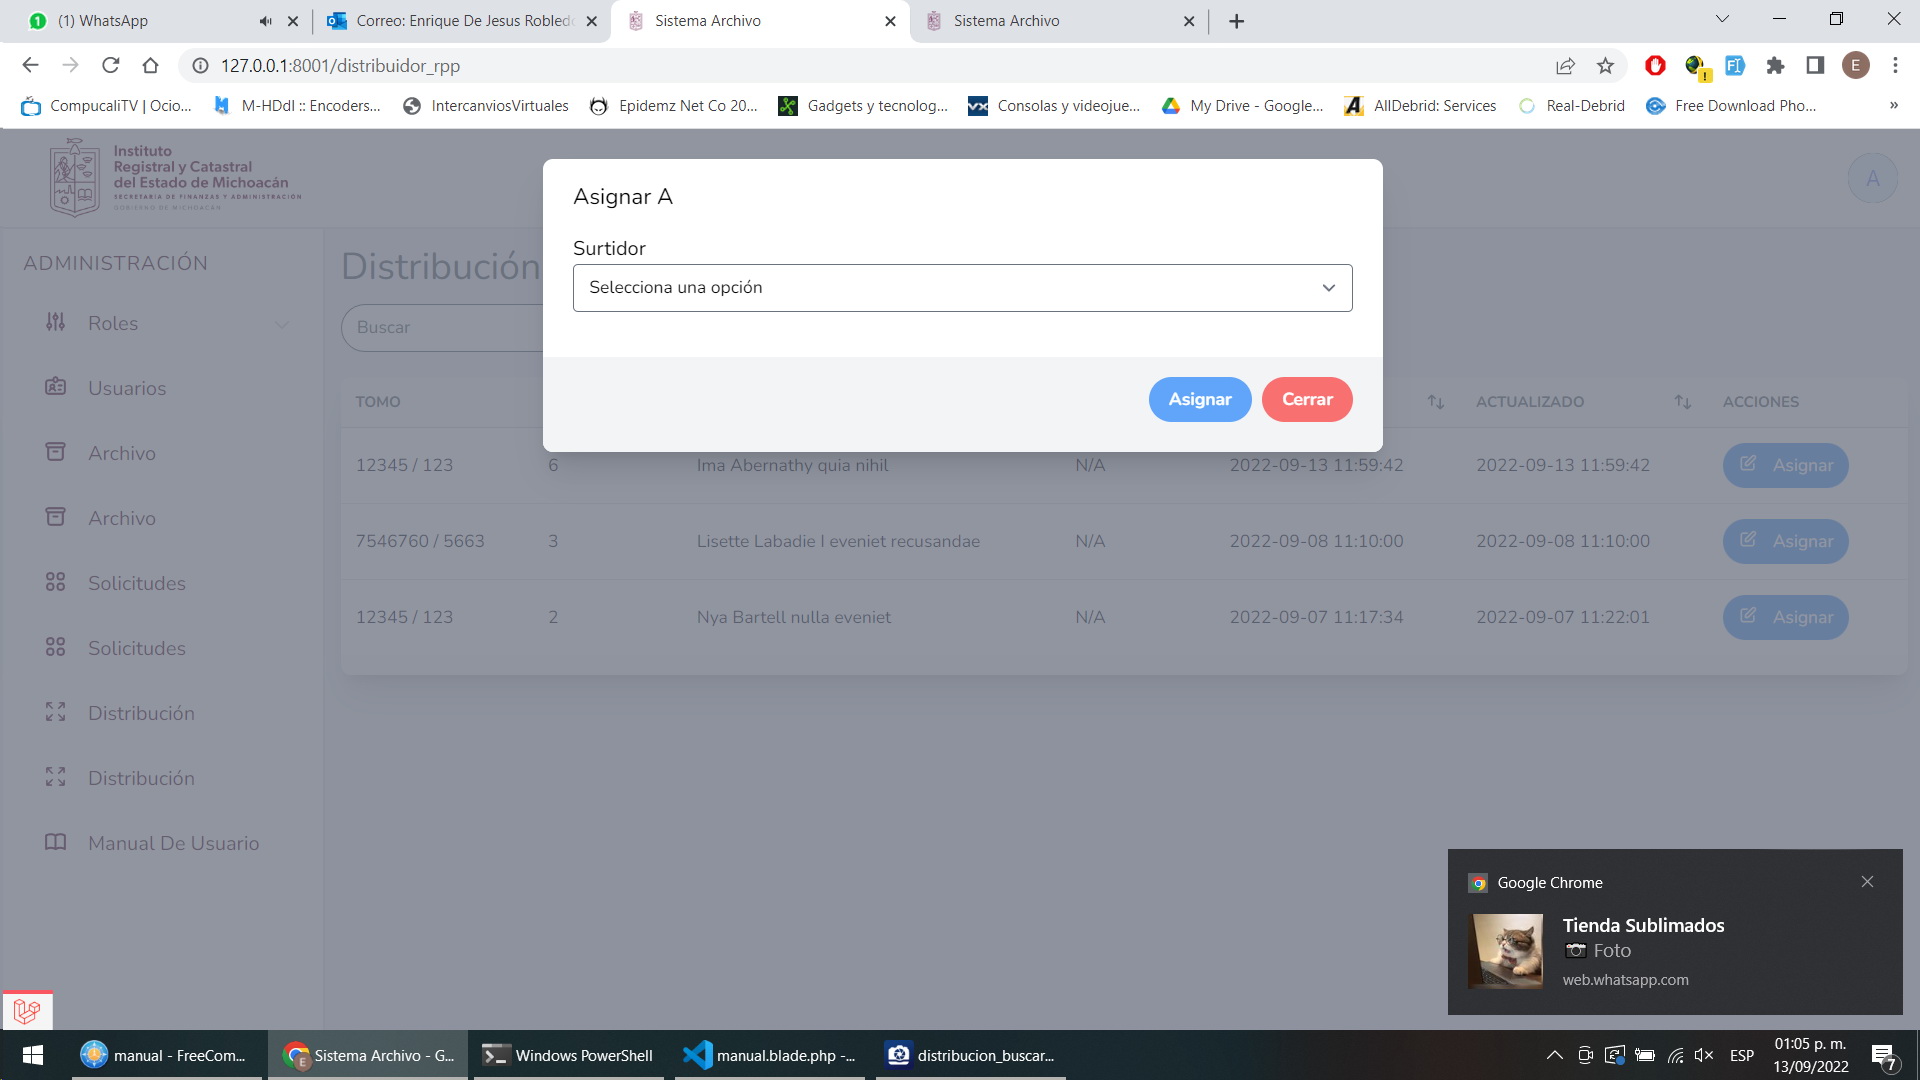 (1) WhatsApp
Correo: Enrique De Jesus Robledo
Sistema Archivo
Sistema Archivo
127.0.0.1:8001/distribuidor_rpp
E
CompucaliTV | Ocio...
M-HDdl :: Encoders...
IntercanviosVirtuales
Epidemz Net Co 20...
Gadgets y tecnolog...
Consolas y videojue...
My Drive - Google...
AllDebrid: Services
Real-Debrid
Free Download Pho...
»
Instituto
Registral y Catastral
del Estado de Michoacán
SECRETARÍA DE FINANZAS Y ADMINISTRACIÓN
GOBIERNO DE MICHOACÁN
A
ADMINISTRACIÓN
Roles
Usuarios
Archivo
Archivo
Solicitudes
Solicitudes
Distribución
Distribución
Manual De Usuario
Distribución
Buscar
Asignar A
Surtidor
Selecciona una opción
Asignar Cerrar
TOMO ACTUALIZADO ACCIONES
12345 / 123 6 Ima Abernathy quia nihil N/A 2022-09-13 11:59:42 2022-09-13 11:59:42 Asignar
7546760 / 5663 3 Lisette Labadie I eveniet recusandae N/A 2022-09-08 11:10:00 2022-09-08 11:10:00 Asignar
12345 / 123 2 Nya Bartell nulla eveniet N/A 2022-09-07 11:17:34 2022-09-07 11:22:01 Asignar
Google Chrome
Tienda Sublimados
Foto
web.whatsapp.com
manual - FreeCom...
Sistema Archivo - G...
Windows PowerShell
manual.blade.php -...
distribucion_buscar...
ESP
01:05 p. m.
13/09/2022
7